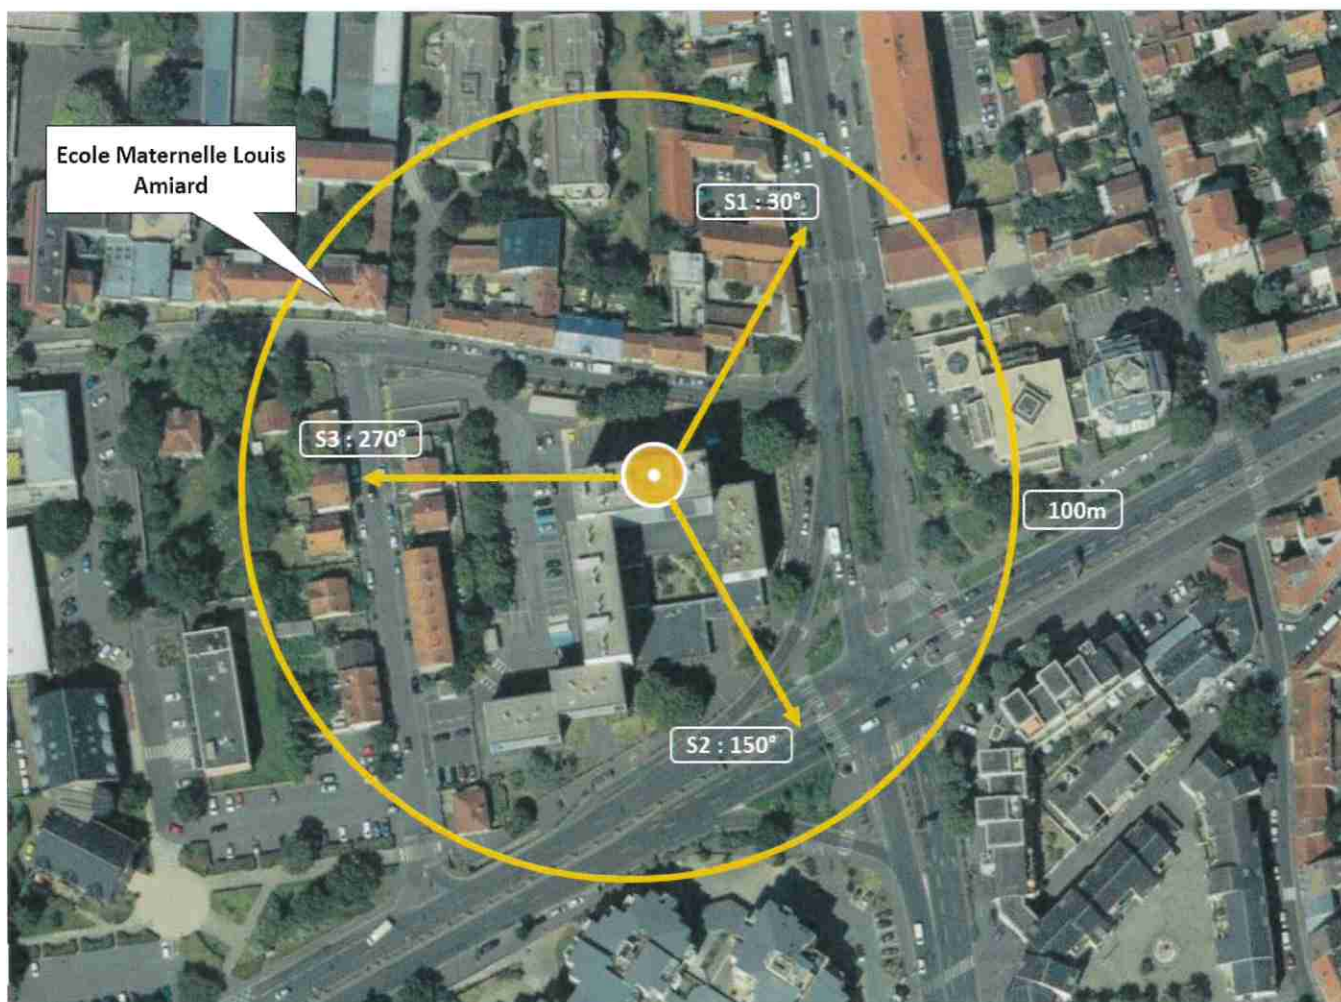 Ecole Maternelle Louis
Amiard
S1 : 30°
S3 : 270°
100m
S2 : 150°